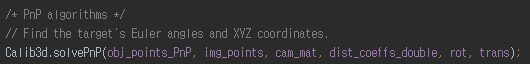 /* PnP algorithms */
// Find the target's Euler angles and XYZ coordinates.
Calib3d.solvePnP(obj_points_PnP, img_points, cam_mat, dist_coeffs_double, rot, trans);